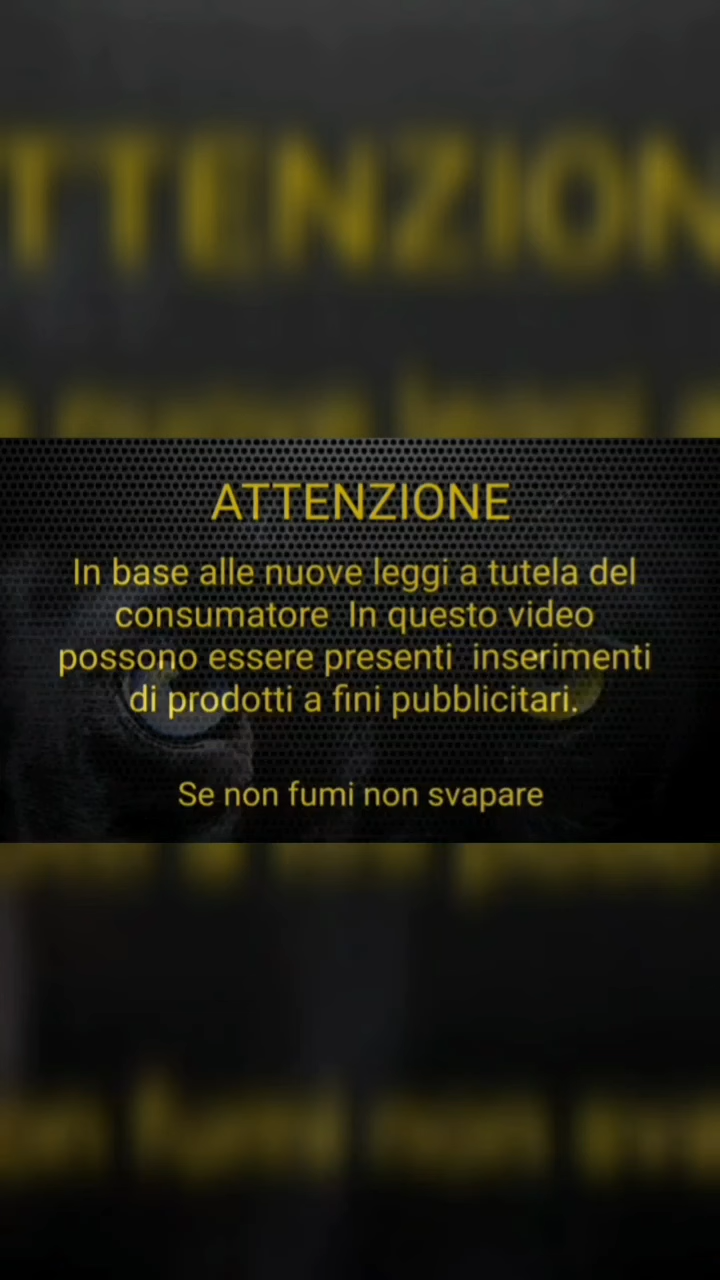 ATTENZIONE
In base alle nuove leggi a tutela del
consumatore  In questo video
possono essere presenti  inserimenti
di prodotti a fini pubblicitari.
Se non fumi non svapare